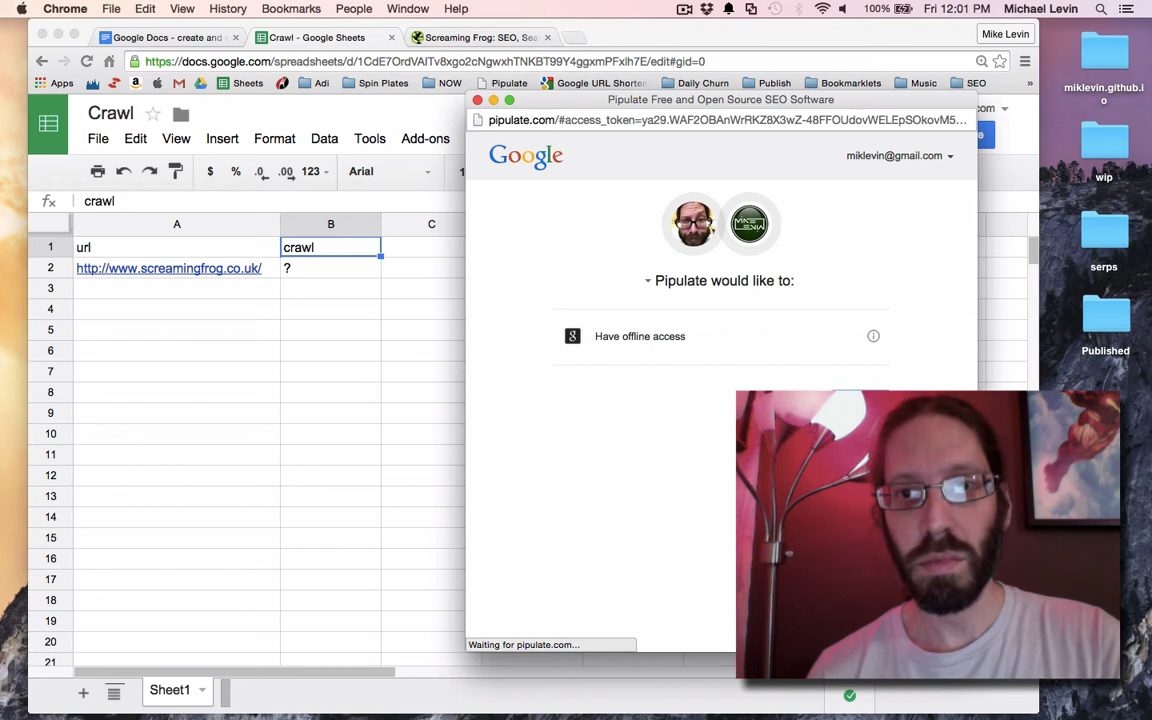 Chrome File Edit View History Bookmarks People Window Help 100% Fri 12:01 PM Michael Levin
Google Docs - create and e × Crawl - Google Sheets × Screaming Frog: SEO, Sea × Mike Levin
https://docs.google.com/spreadsheets/d/1CdE7OrdVAITv8xgo2cNgwxhTNKBT99Y4ggxmPFxlh7E/edit#gid=0
Apps Sheets Adi Spin Plates NOW Pipulate Google URL Shorten Daily Churn Publish Bookmarklets Music SEO »
Pipulate Free and Open Source SEO Software
Crawl
File Edit View Insert Format Data Tools Add-ons
pipulate.com/#access_token=ya29.WAF2OBAnWrRKZ8X3wZ-48FFOUdovWELEpSOkovM5...
Google miklevin@gmail.com
$ % .0 .00 123 Arial
fx crawl
A B C
1 url crawl
2 http://www.screamingfrog.co.uk/ ?
3
4
5
6
7
8
9
10
11
12
13
14
15
16
17
18
19
20
21
MIKE LEVIN
Pipulate would like to:
g Have offline access i
Waiting for pipulate.com...
+ Sheet1
miklevin.github.i
o
wip
serps
Published